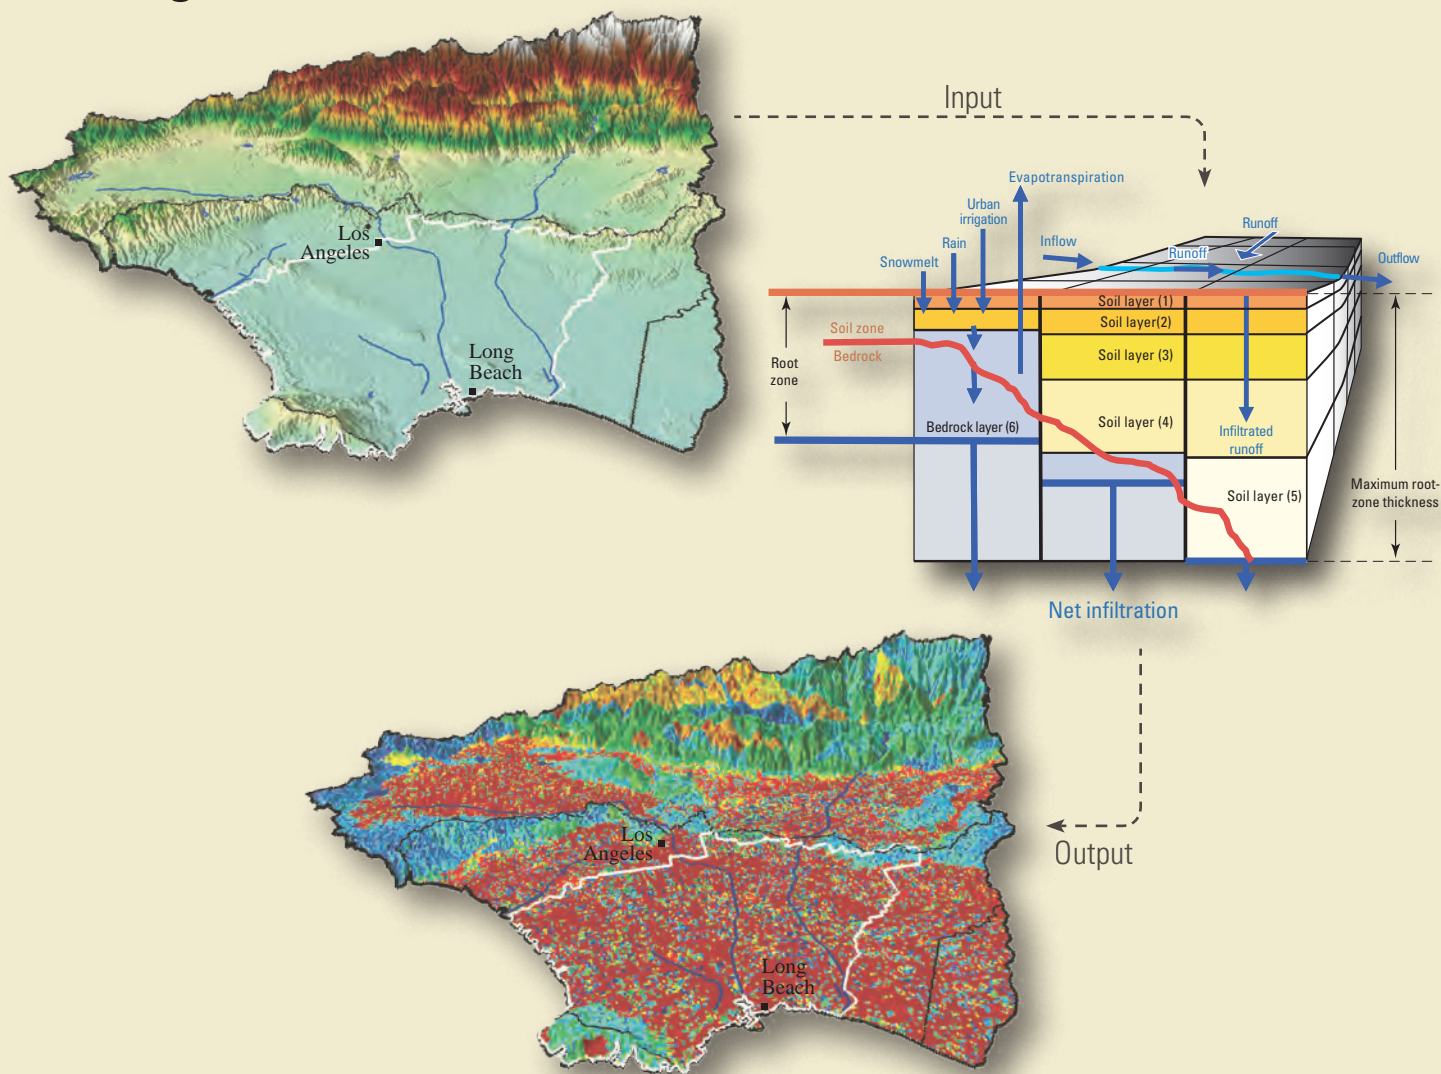 Input
Los
Angeles
Long
Beach
Evapotranspiration
Urban
irrigation
Rain
Snowmelt
Inflow
Runoff
Runoff
Outflow
Soil layer (1)
Soil layer(2)
Soil layer (3)
Soil layer (4)
Soil layer (5)
Soil zone
Bedrock
Root
zone
Bedrock layer (6)
Infiltrated
runoff
Maximum root-
zone thickness
Net infiltration
Output
Los
Angeles
Long
Beach